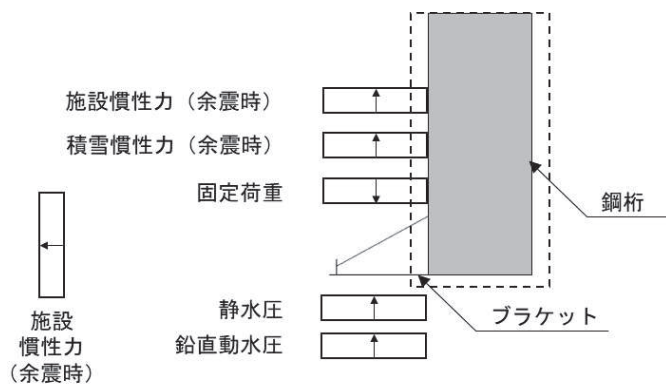 施設慣性力（余震時）
積雪慣性力（余震時）
固定荷重
鋼桁
静水圧
ブラケット
鉛直動水圧
施設
慣性力
（余震時）